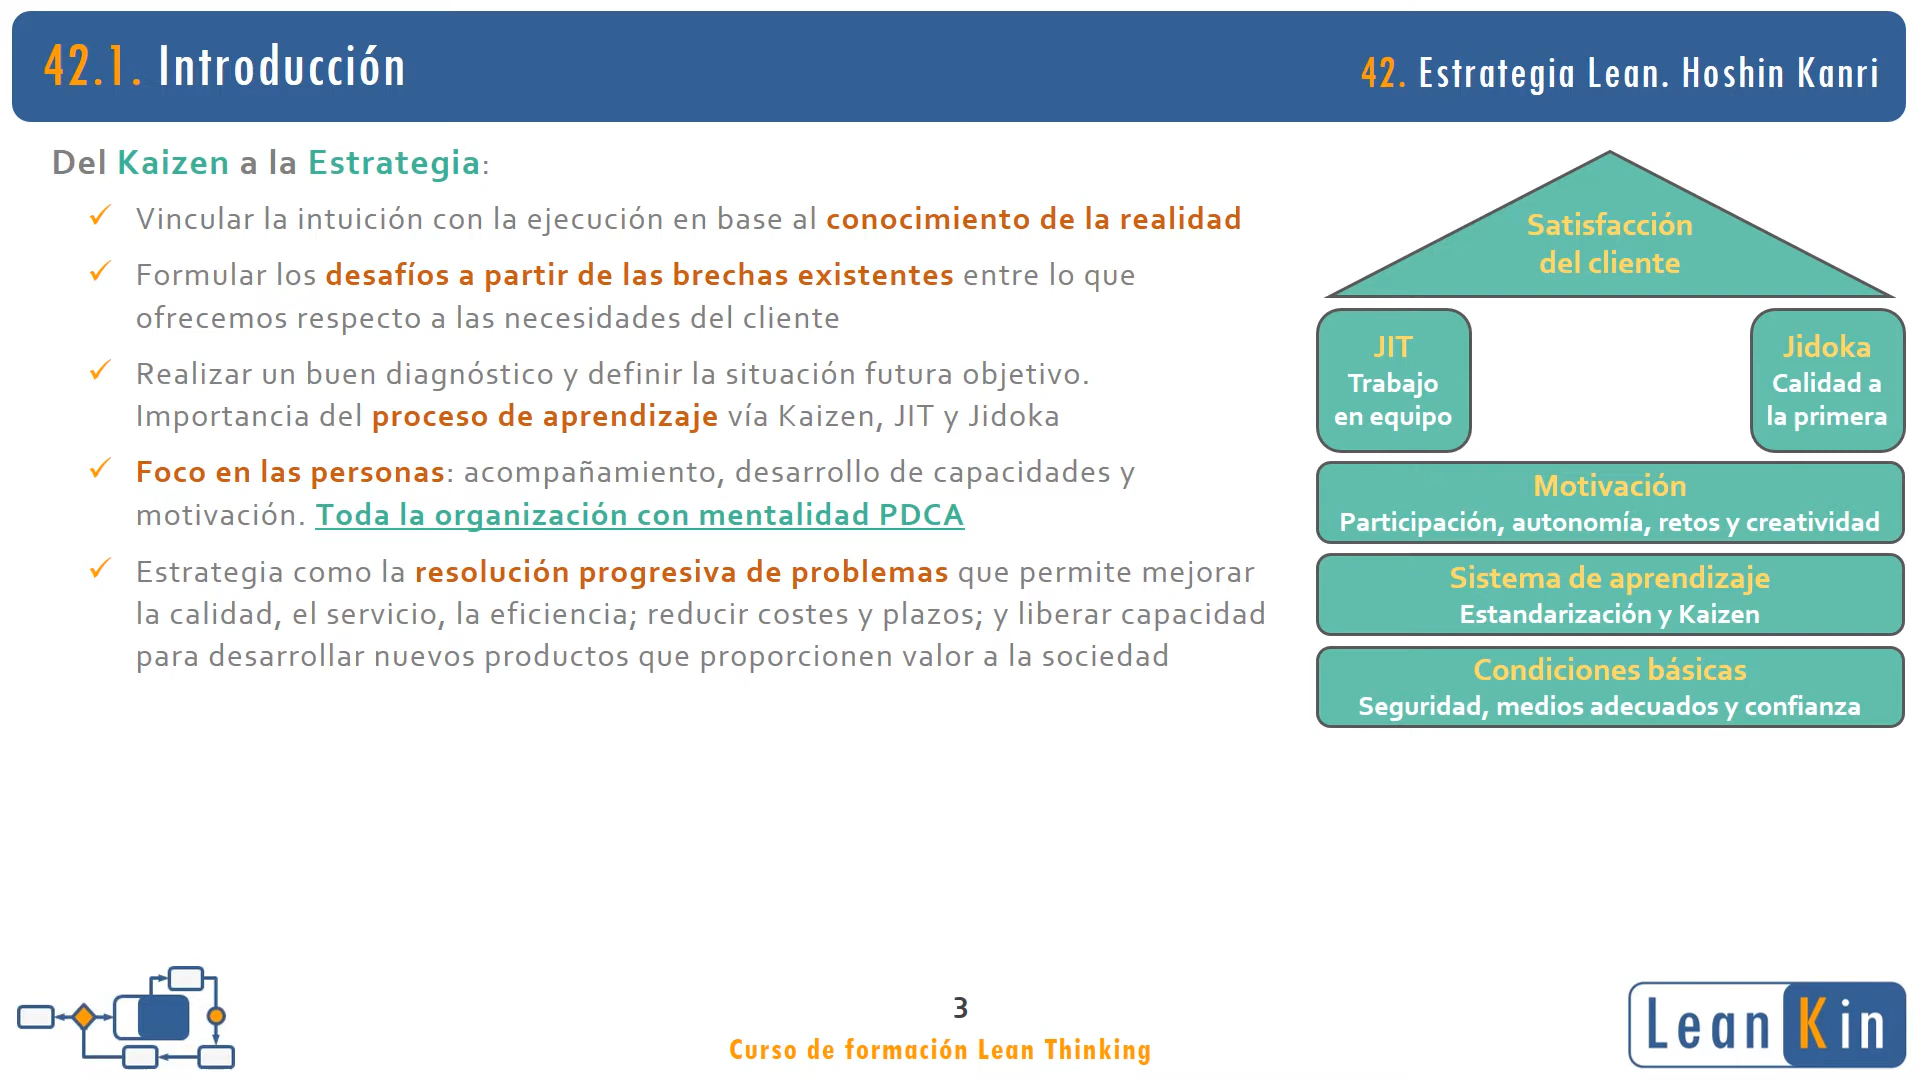 42.1. Introducción
42. Estrategia Lean. Hoshin Kanri
Del Kaizen a la Estrategia:
✓ Vincular la intuición con la ejecución en base al conocimiento de la realidad
✓ Formular los desafíos a partir de las brechas existentes entre lo que
ofrecemos respecto a las necesidades del cliente
✓ Realizar un buen diagnóstico y definir la situación futura objetivo.
Importancia del proceso de aprendizaje vía Kaizen, JIT y Jidoka
✓ Foco en las personas: acompañamiento, desarrollo de capacidades y
motivación. Toda la organización con mentalidad PDCA
✓ Estrategia como la resolución progresiva de problemas que permite mejorar
la calidad, el servicio, la eficiencia; reducir costes y plazos; y liberar capacidad
para desarrollar nuevos productos que proporcionen valor a la sociedad
Satisfacción
del cliente
JIT
Trabajo
en equipo
Jidoka
Calidad a
la primera
Motivación
Participación, autonomía, retos y creatividad
Sistema de aprendizaje
Estandarización y Kaizen
Condiciones básicas
Seguridad, medios adecuados y confianza
3
Curso de formación Lean Thinking
LeanKin